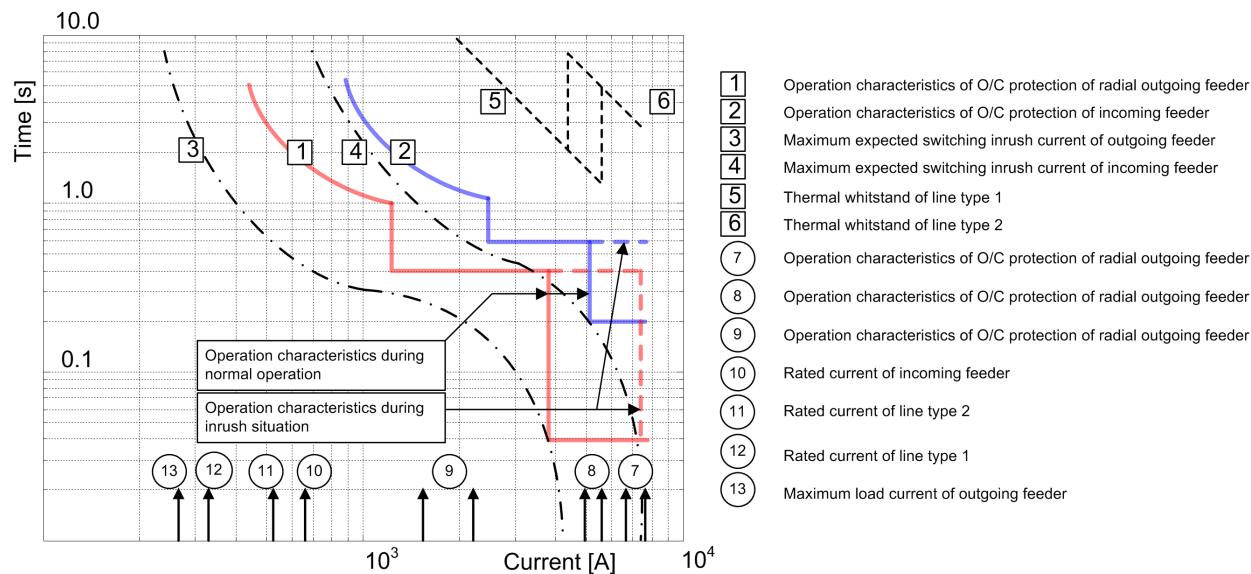 10.0
Time [s]
1.0
0.1
5
6
3
1
4
2
Operation characteristics during
normal operation
Operation characteristics during
inrush situation
13
12
11
10
9
8
7
10³
Current [A]
10⁴
1 Operation characteristics of O/C protection of radial outgoing feeder
2 Operation characteristics of O/C protection of incoming feeder
3 Maximum expected switching inrush current of outgoing feeder
4 Maximum expected switching inrush current of incoming feeder
5 Thermal whitstand of line type 1
6 Thermal whitstand of line type 2
7 Operation characteristics of O/C protection of radial outgoing feeder
8 Operation characteristics of O/C protection of radial outgoing feeder
9 Operation characteristics of O/C protection of radial outgoing feeder
10 Rated current of incoming feeder
11 Rated current of line type 2
12 Rated current of line type 1
13 Maximum load current of outgoing feeder